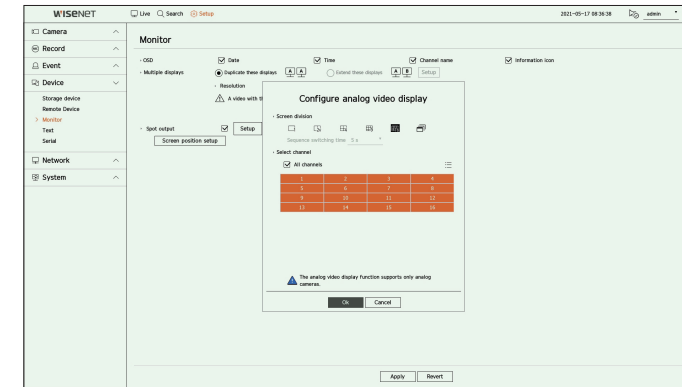 WISENET
Live Search Setup
2021-05-17 08:36:38 admin
Camera
Record
Event
Device
Storage device
Remote Device
> Monitor
Text
Serial
Network
System
Monitor
• OSD Date Time Channel name Information icon
• Multiple displays Duplicate these displays A A Extend these displays A B Setup
• Resolution
A video with th
• Spot output Setup
Screen position setup
Configure analog video display
• Screen division
Sequence switching time 5 s
• Select channel
All channels
1 2 3 4
5 6 7 8
9 10 11 12
13 14 15 16
The analog video display function supports only analog
cameras.
Ok Cancel
Apply Revert